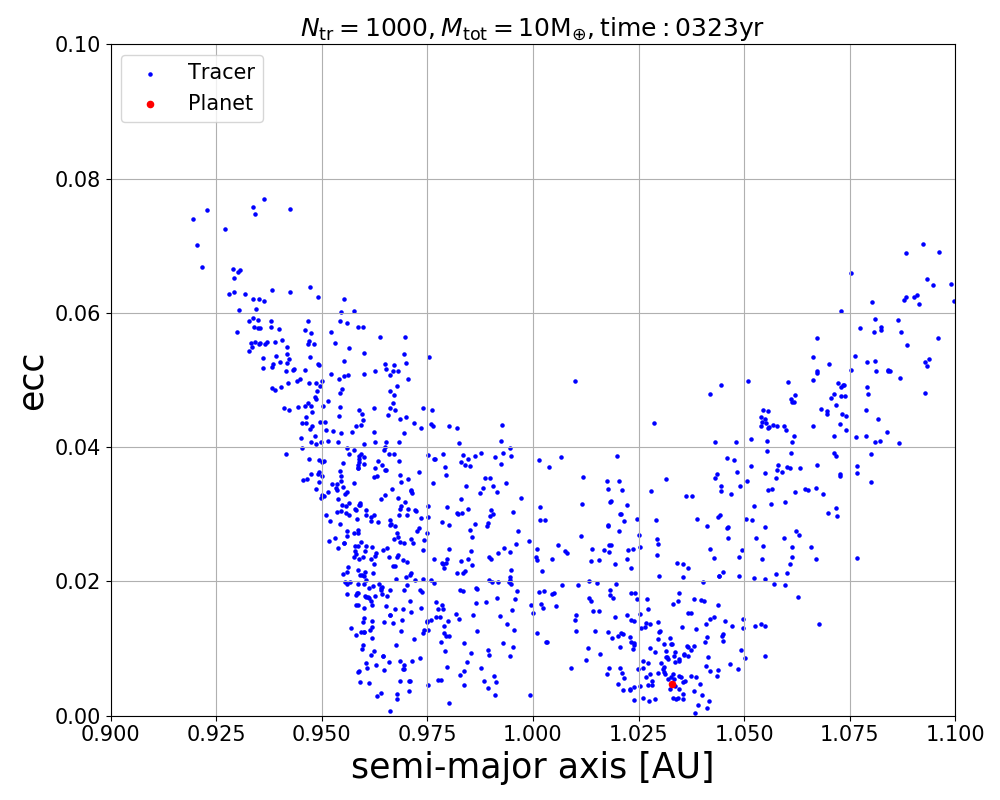 N_tr = 1000, M_tot = 10M_⊕, time : 0323yr
Tracer
Planet
ecc
0.10
0.08
0.06
0.04
0.02
0.00
0.900 0.925 0.950 0.975 1.000 1.025 1.050 1.075 1.100
semi-major axis [AU]